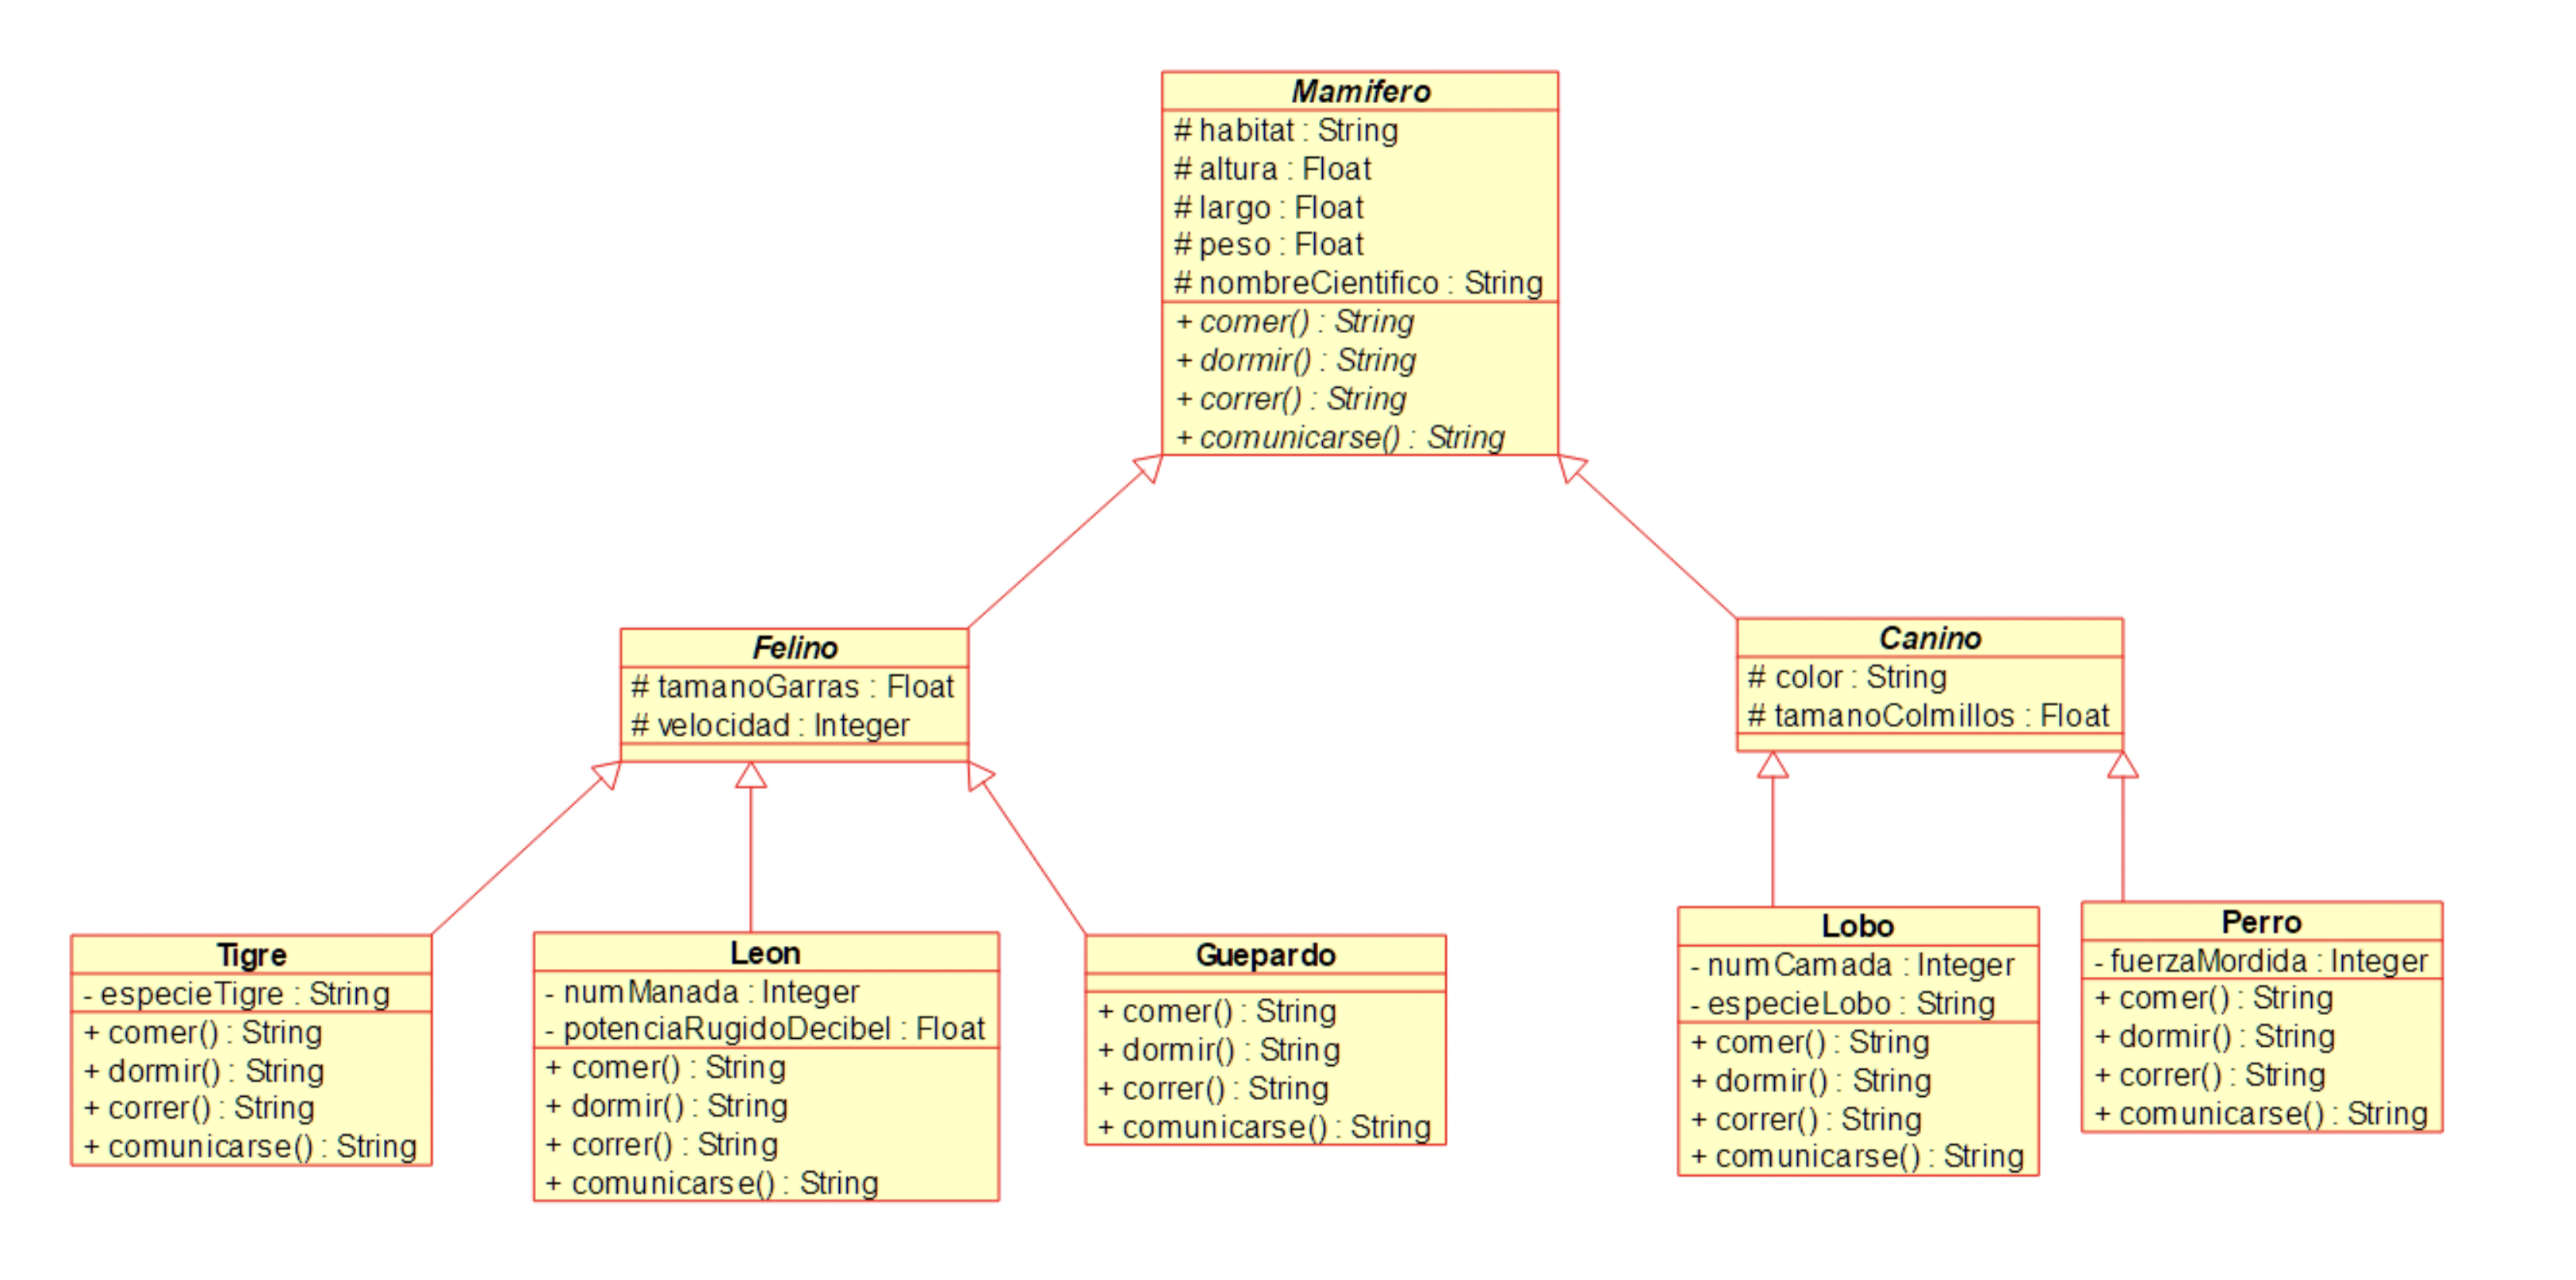 Mamifero
# habitat : String
# altura : Float
# largo : Float
# peso : Float
# nombreCientifico : String
+ comer() : String
+ dormir() : String
+ correr() : String
+ comunicarse() : String
Felino
# tamanoGarras : Float
# velocidad : Integer
Canino
# color : String
# tamanoColmillos : Float
Tigre
- especieTigre : String
+ comer() : String
+ dormir() : String
+ correr() : String
+ comunicarse() : String
Leon
- numManada : Integer
- potenciaRugidoDecibel : Float
+ comer() : String
+ dormir() : String
+ correr() : String
+ comunicarse() : String
Guepardo
+ comer() : String
+ dormir() : String
+ correr() : String
+ comunicarse() : String
Lobo
- numCamada : Integer
- especieLobo : String
+ comer() : String
+ dormir() : String
+ correr() : String
+ comunicarse() : String
Perro
- fuerzaMordida : Integer
+ comer() : String
+ dormir() : String
+ correr() : String
+ comunicarse() : String